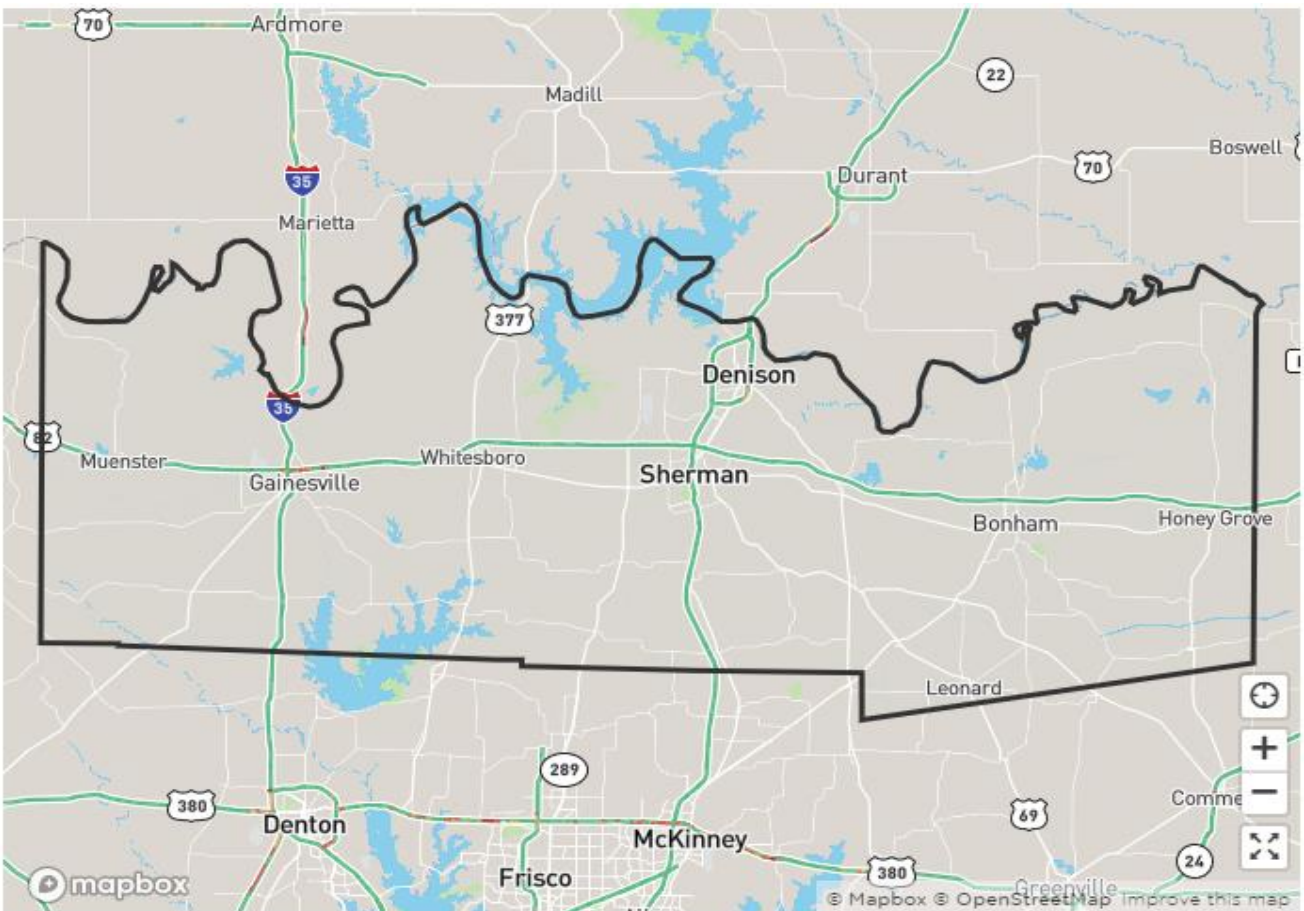 70
Ardmore
22
Madill
Boswell
70
Durant
35
Marietta
377
Denison
35
82
Muenster
Whitesboro
Gainesville
Sherman
Bonham
Honey Grove
Leonard
289
380
Denton
McKinney
69
Comme
24
Frisco
380
Greenville
mapbox
© Mapbox © OpenStreetMap Improve this map